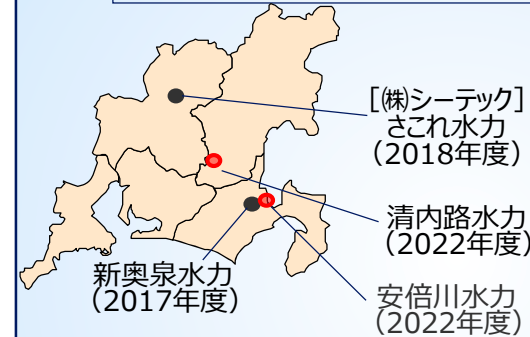 [㈱シーテック]
さこれ水力
（2018年度）
清内路水力
（2022年度）
新奥泉水力
（2017年度）
安倍川水力
（2022年度）